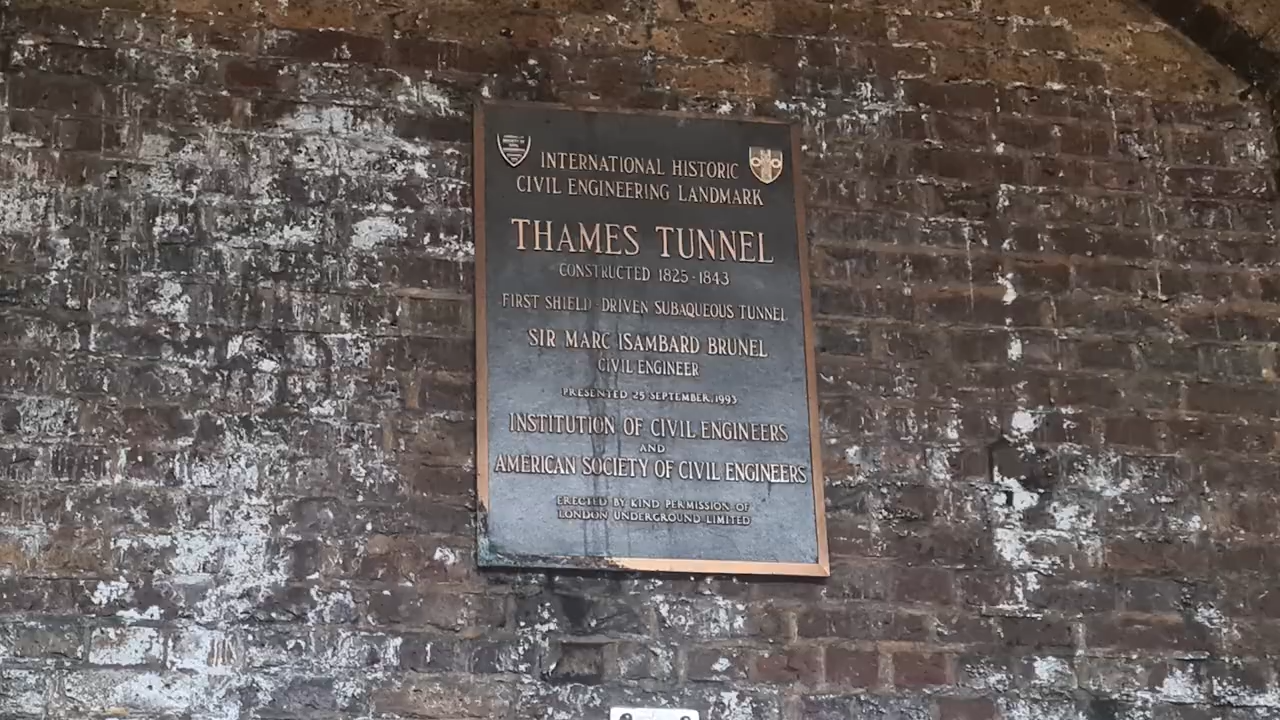 INTERNATIONAL HISTORIC
CIVIL ENGINEERING LANDMARK
THAMES TUNNEL
CONSTRUCTED 1825-1843
FIRST SHIELD-DRIVEN SUBAQUEOUS TUNNEL
SIR MARC ISAMBARD BRUNEL
CIVIL ENGINEER
PRESENTED 25 SEPTEMBER, 1993
INSTITUTION OF CIVIL ENGINEERS
AND
AMERICAN SOCIETY OF CIVIL ENGINEERS
ERECTED BY KIND PERMISSION OF
LONDON UNDERGROUND LIMITED